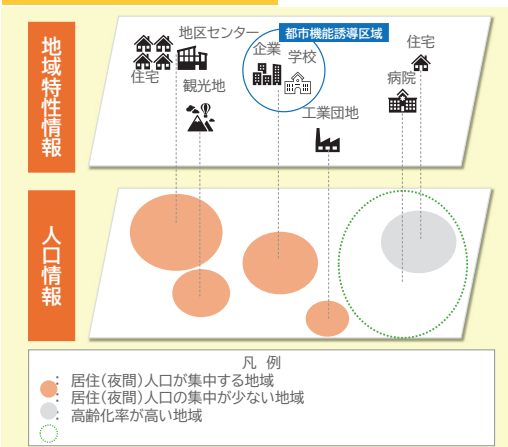 地域特性情報
地区センター
都市機能誘導区域
企業
学校
住宅
住宅
観光地
病院
工業団地
人口情報
凡 例
: 居住(夜間)人口が集中する地域
: 居住(夜間)人口の集中が少ない地域
: 高齢化率が高い地域